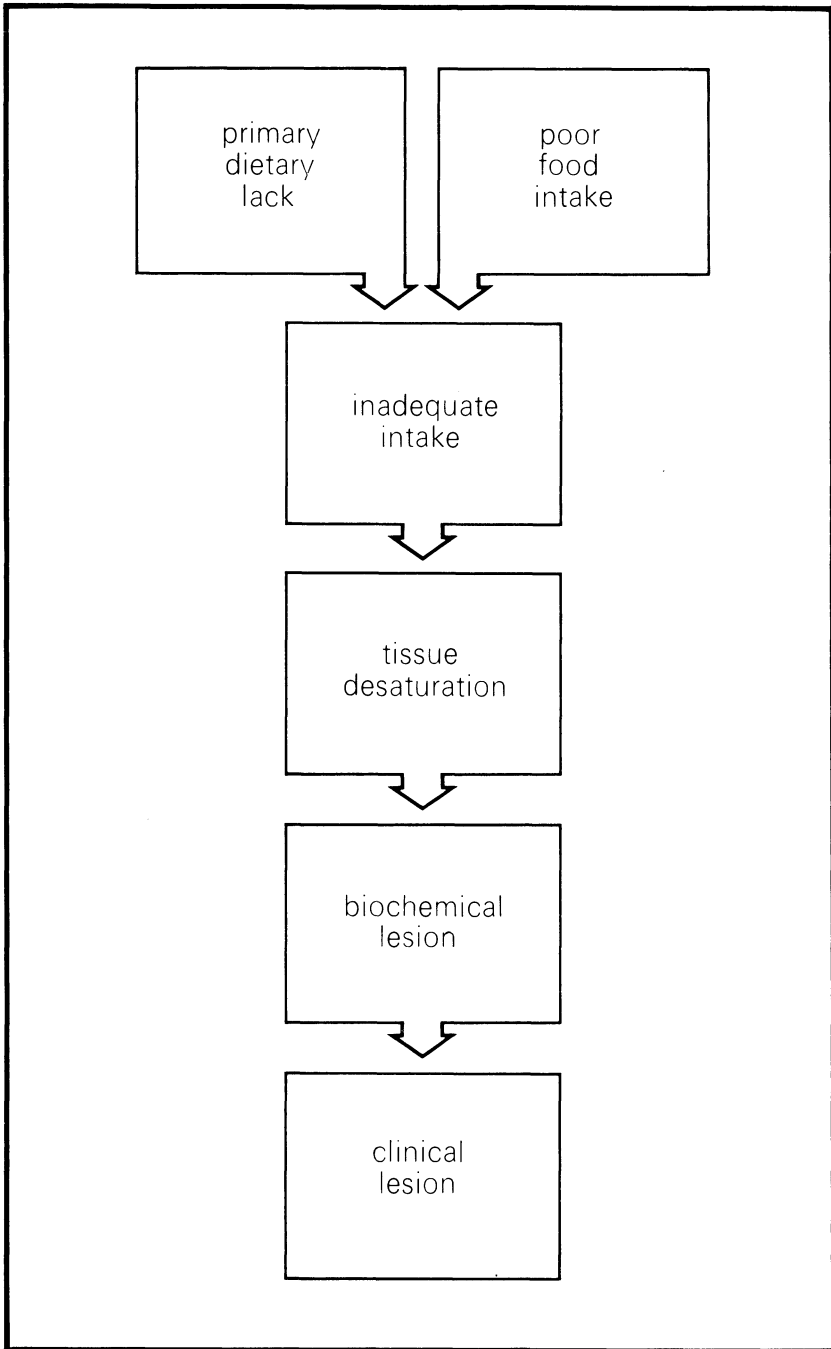 primary
dietary
lack
poor
food
intake
inadequate
intake
tissue
desaturation
biochemical
lesion
clinical
lesion